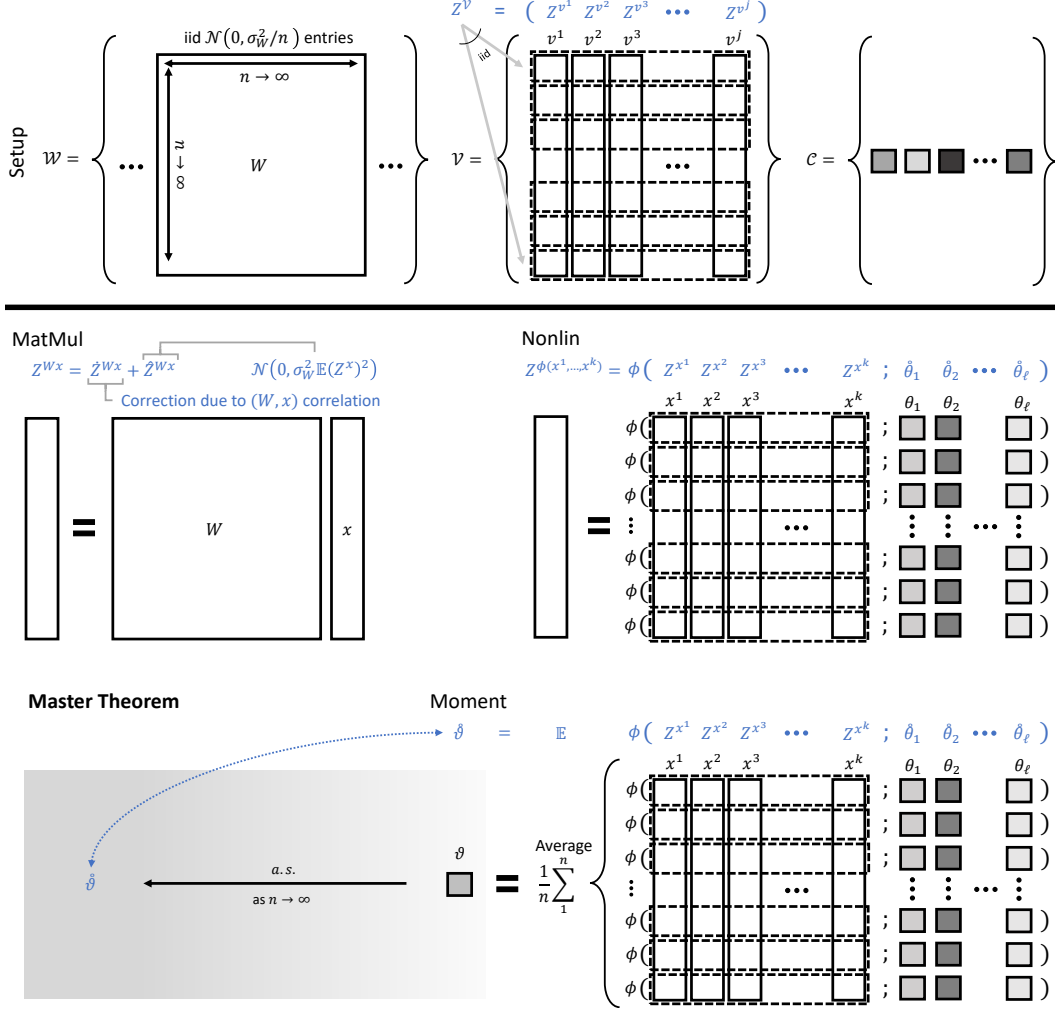 Z^𝒱 = ( Z^{v^1} Z^{v^2} Z^{v^3} ••• Z^{v^j} )
iid 𝒩(0, σ_W^2/n) entries
iid
v^1 v^2 v^3 v^j
n → ∞
n → ∞
Setup
𝒲 = { ••• W ••• }
𝒱 = { ••• }
𝒞 = { ••• }
MatMul
Z^{Wx} = Ż^{Wx} + Ẑ^{Wx} 𝒩(0, σ_W^2 𝔼(Z^x)^2)
Correction due to (W, x) correlation
= W x
Nonlin
Z^{ϕ(x^1,…,x^k)} = ϕ( Z^{x^1} Z^{x^2} Z^{x^3} ••• Z^{x^k} ; θ̊_1 θ̊_2 ••• θ̊_ℓ )
x^1 x^2 x^3 x^k θ_1 θ_2 θ_ℓ
ϕ( ; )
ϕ( ; )
ϕ( ; )
= ⋮ ••• ⋮ ⋮ ••• ⋮
ϕ( ; )
ϕ( ; )
ϕ( ; )
Master Theorem
Moment
ϑ̊ = 𝔼 ϕ( Z^{x^1} Z^{x^2} Z^{x^3} ••• Z^{x^k} ; θ̊_1 θ̊_2 ••• θ̊_ℓ )
x^1 x^2 x^3 x^k θ_1 θ_2 θ_ℓ
ϕ( ; )
ϕ( ; )
Average
ϕ( ; )
ϑ̊
a.s.
as n → ∞
ϑ
= 1/n ∑_1^n { ⋮ ••• ⋮ ⋮ ••• ⋮
ϕ( ; )
ϕ( ; )
ϕ( ; )